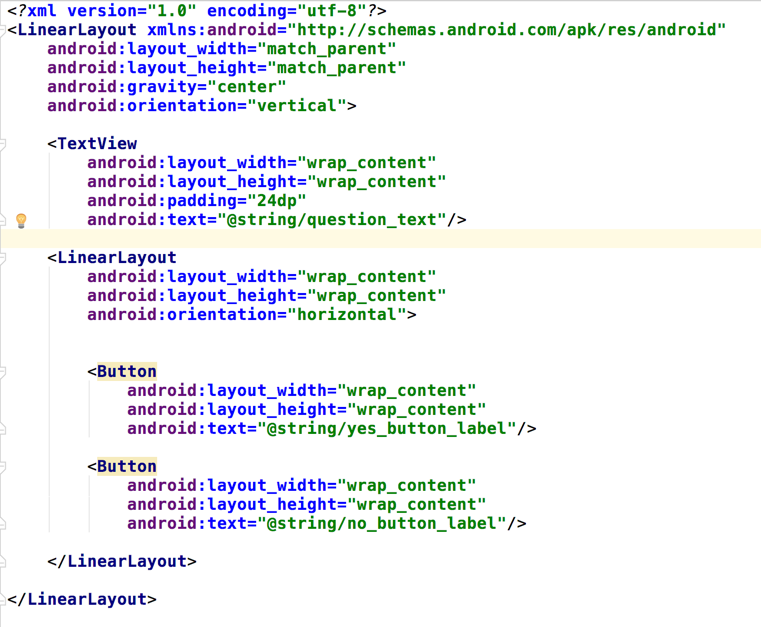 <?xml version="1.0" encoding="utf-8"?>
<LinearLayout xmlns:android="http://schemas.android.com/apk/res/android"
    android:layout_width="match_parent"
    android:layout_height="match_parent"
    android:gravity="center"
    android:orientation="vertical">

    <TextView
        android:layout_width="wrap_content"
        android:layout_height="wrap_content"
        android:padding="24dp"
        android:text="@string/question_text"/>

    <LinearLayout
        android:layout_width="wrap_content"
        android:layout_height="wrap_content"
        android:orientation="horizontal">


        <Button
            android:layout_width="wrap_content"
            android:layout_height="wrap_content"
            android:text="@string/yes_button_label"/>

        <Button
            android:layout_width="wrap_content"
            android:layout_height="wrap_content"
            android:text="@string/no_button_label"/>

    </LinearLayout>

</LinearLayout>